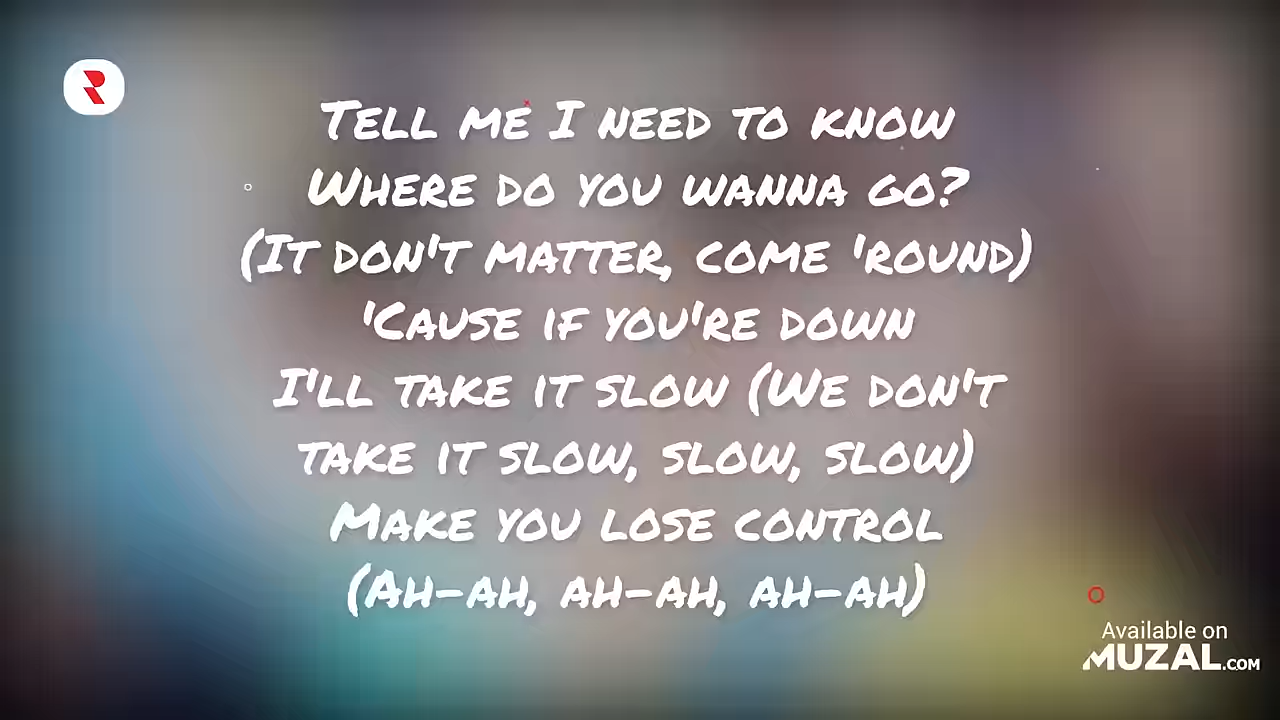 Tell me I need to know
Where do you wanna go?
(It don't matter, come 'round)
'Cause if you're down
I'll take it slow (We don't
take it slow, slow, slow)
Make you lose control
(Ah-ah, ah-ah, ah-ah)
Available on
MUZAL.COM